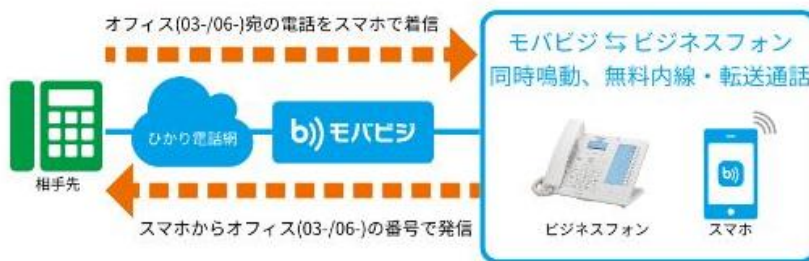 オフィス(03-/06-)宛の電話をスマホで着信
モバビジ⇆ビジネスフォン
同時鳴動、無料内線・転送通話
ひかり電話網
b)) モバビジ
b))
相手先
スマホからオフィス(03-/06-)の番号で発信
ビジネスフォン
スマホ